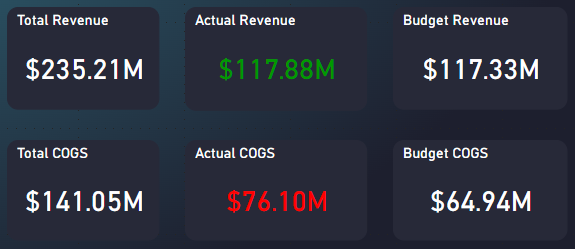 Total Revenue
Actual Revenue
Budget Revenue
$235.21M
$117.88M
$117.33M
Total COGS
Actual COGS
Budget COGS
$141.05M
$76.10M
$64.94M